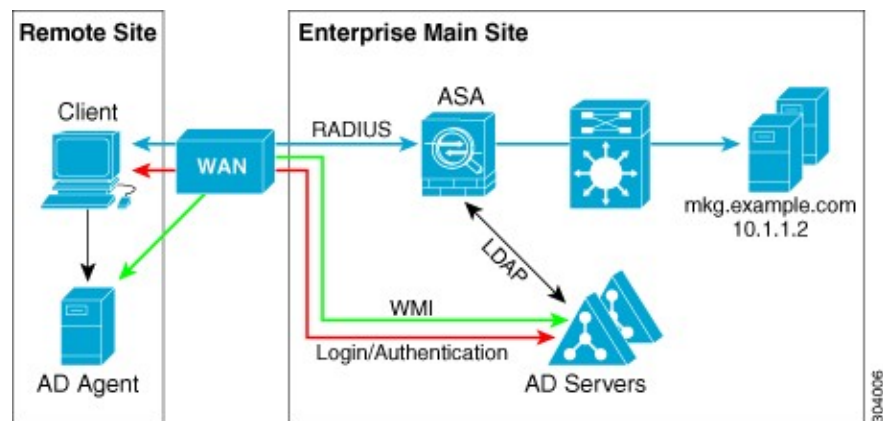 Remote Site
Enterprise Main Site
Client
ASA
RADIUS
WAN
mkg.example.com
10.1.1.2
LDAP
WMI
Login/Authentication
AD Agent
AD Servers
304006